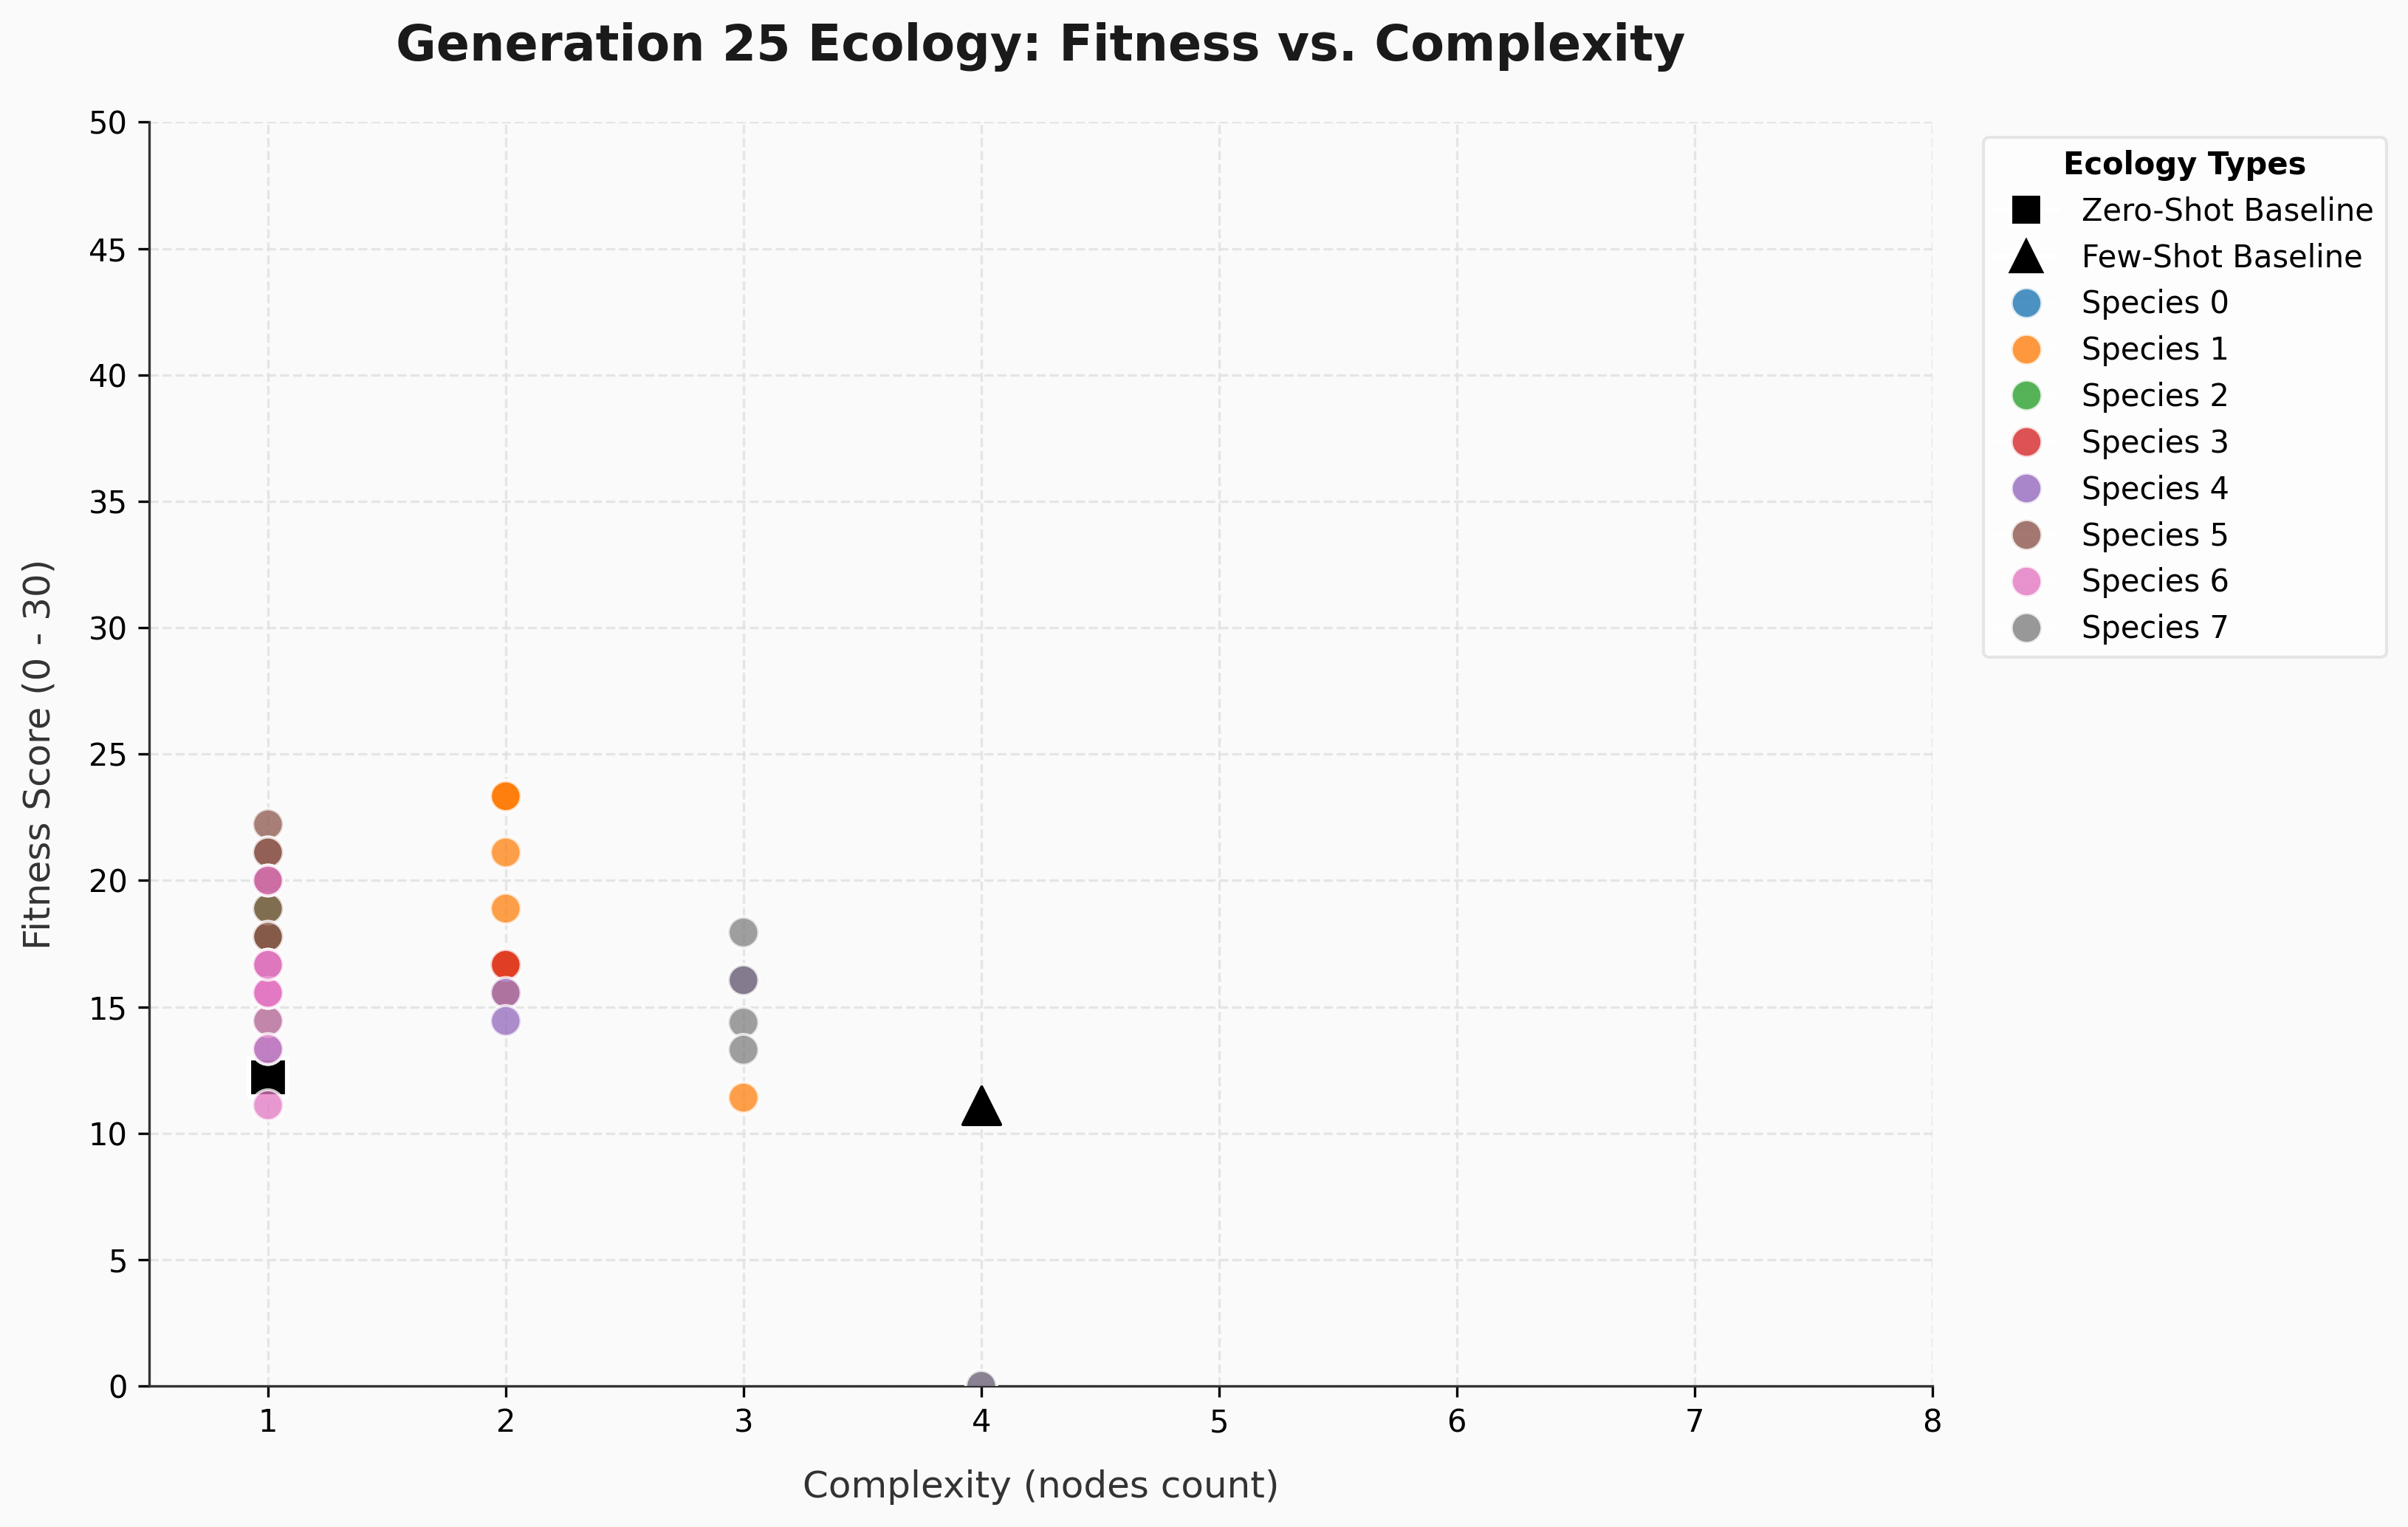 Generation 25 Ecology: Fitness vs. Complexity
50
45
40
35
30
25
20
15
10
5
0
Fitness Score (0 - 30)
1 2 3 4 5 6 7 8
Complexity (nodes count)
Ecology Types
Zero-Shot Baseline
Few-Shot Baseline
Species 0
Species 1
Species 2
Species 3
Species 4
Species 5
Species 6
Species 7